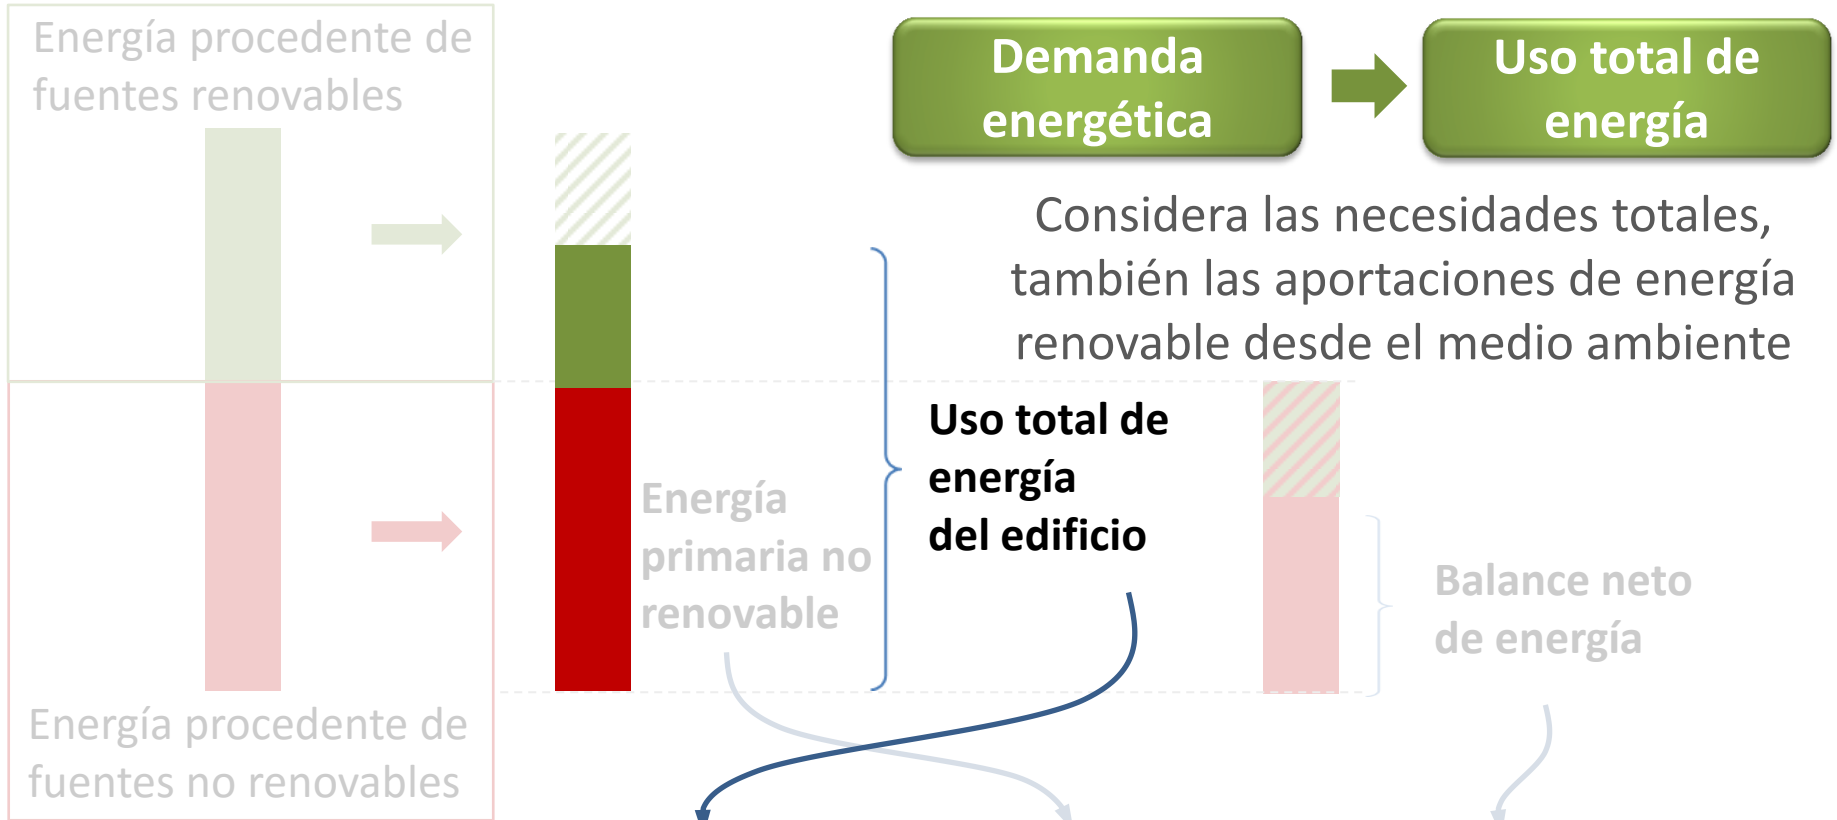 Energía procedente de
fuentes renovables
Demanda
energética
Uso total de
energía
Considera las necesidades totales,
también las aportaciones de energía
renovable desde el medio ambiente
Uso total de
energía
del edificio
Energía
primaria no
renovable
Balance neto
de energía
Energía procedente de
fuentes no renovables